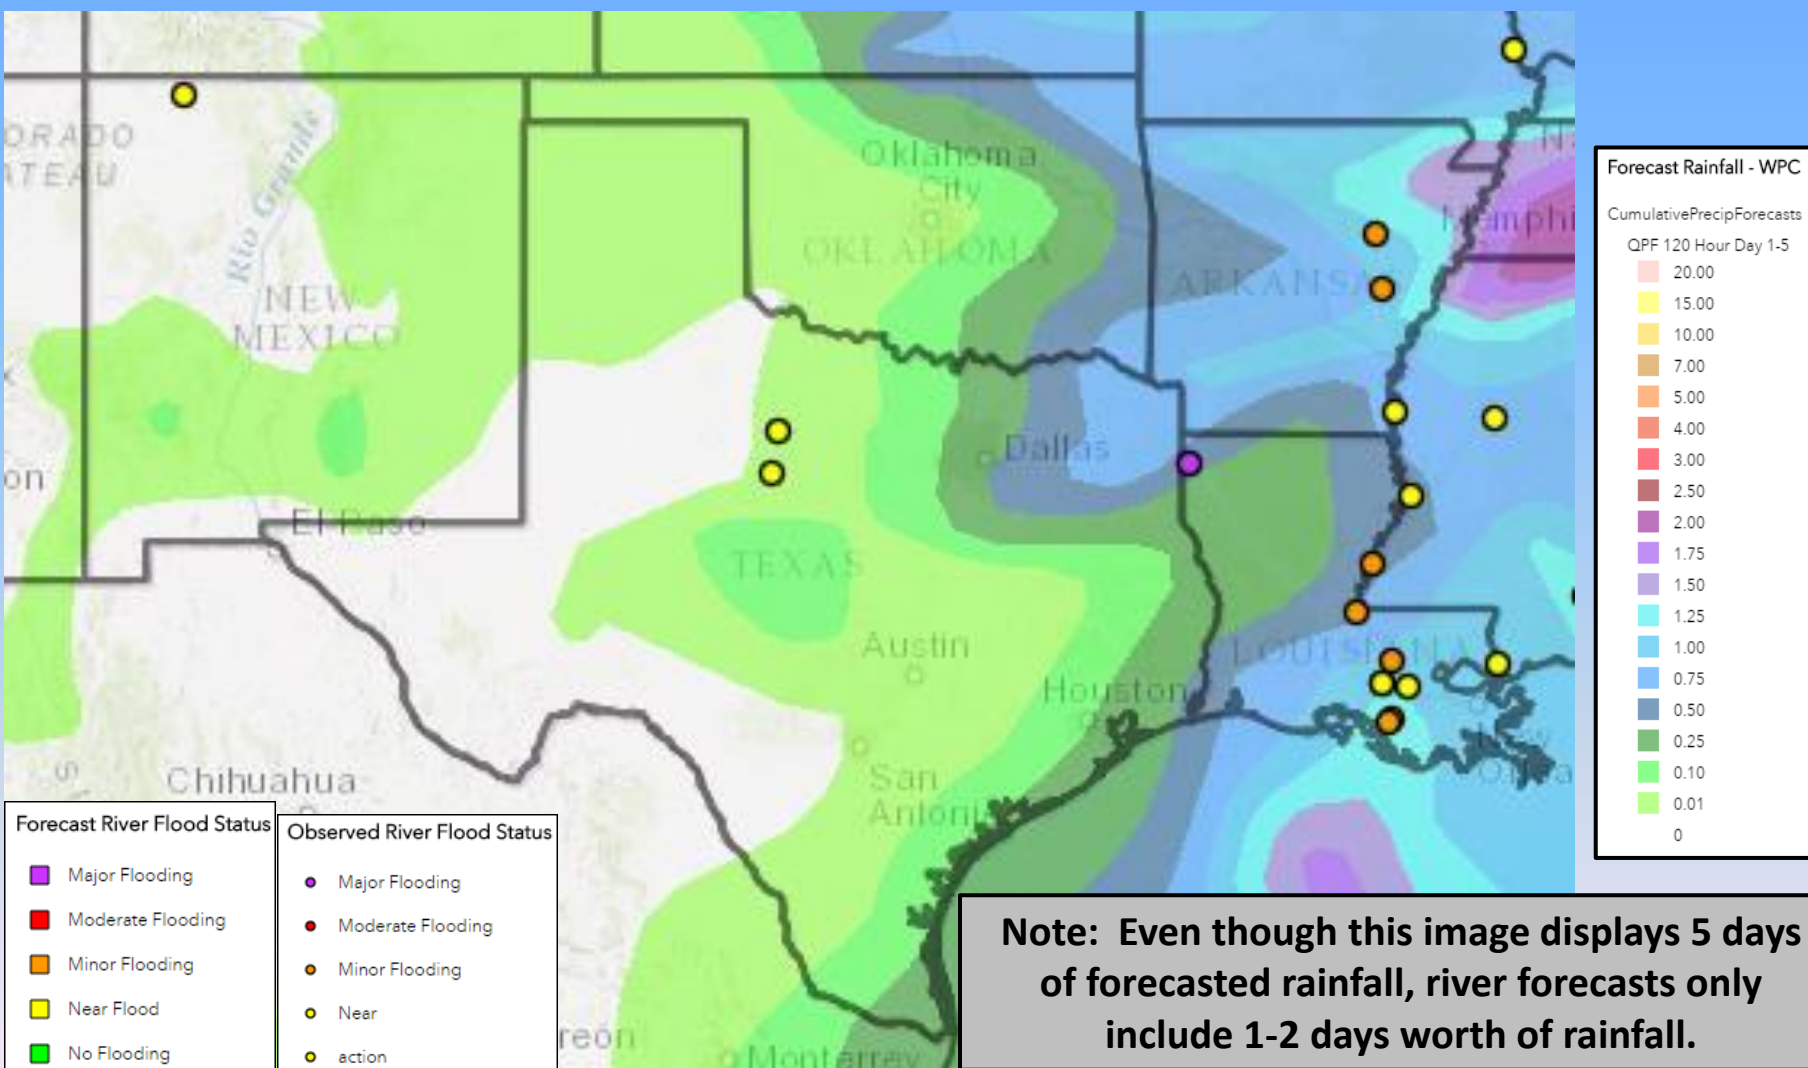 ORADO
ATEAU
Rio Grande
NEW
MEXICO
Oklahoma
City
OKLAHOMA
ARKANSAS
Memphi
on
Dallas
El Paso
TEXAS
Austin
LOUISIANA
Houston
San
Antonio
Chihuahua
reón
Monterrey
Forecast Rainfall - WPC
CumulativePrecipForecasts
QPF 120 Hour Day 1-5
20.00
15.00
10.00
7.00
5.00
4.00
3.00
2.50
2.00
1.75
1.50
1.25
1.00
0.75
0.50
0.25
0.10
0.01
0
Forecast River Flood Status
Major Flooding
Moderate Flooding
Minor Flooding
Near Flood
No Flooding
Observed River Flood Status
Major Flooding
Moderate Flooding
Minor Flooding
Near
action
Note: Even though this image displays 5 days
of forecasted rainfall, river forecasts only
include 1-2 days worth of rainfall.